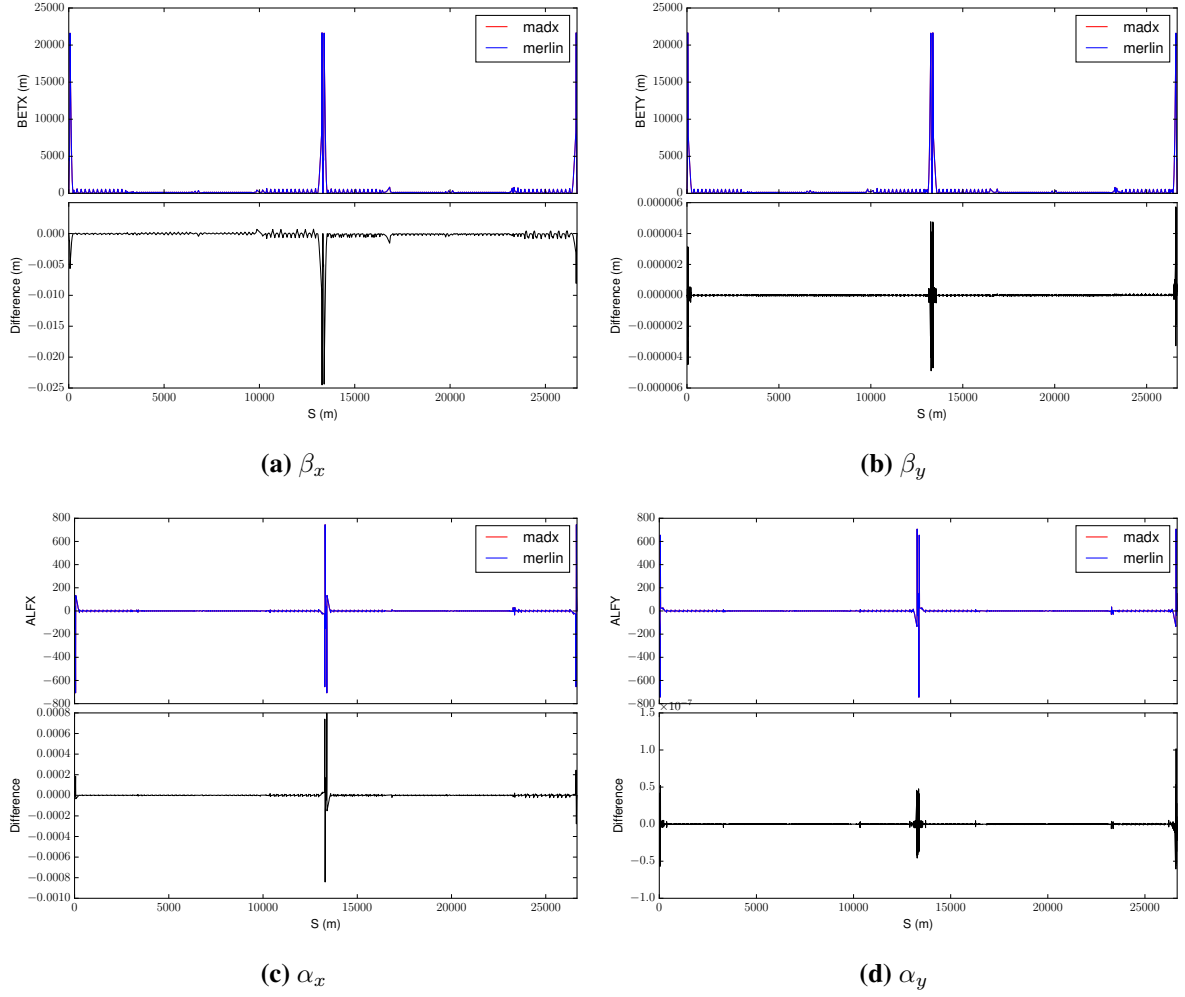 25000
20000
15000
10000
5000
0
BETX (m)
madx
merlin
0.000
−0.005
−0.010
−0.015
−0.020
−0.025
Difference (m)
0 5000 10000 15000 20000 25000
S (m)
(a) βx
25000
20000
15000
10000
5000
0
BETY (m)
madx
merlin
0.000006
0.000004
0.000002
0.000000
−0.000002
−0.000004
−0.000006
Difference (m)
0 5000 10000 15000 20000 25000
S (m)
(b) βy
800
600
400
200
0
−200
−400
−600
−800
ALFX
madx
merlin
0.0008
0.0006
0.0004
0.0002
0.0000
−0.0002
−0.0004
−0.0006
−0.0008
−0.0010
Difference
0 5000 10000 15000 20000 25000
S (m)
(c) αx
800
600
400
200
0
−200
−400
−600
−800
ALFY
madx
merlin
×10−7
1.5
1.0
0.5
0.0
−0.5
−1.0
Difference
0 5000 10000 15000 20000 25000
S (m)
(d) αy